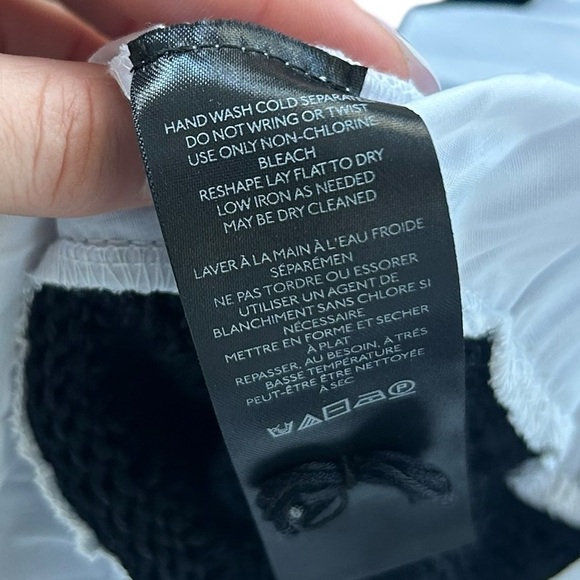 HAND WASH COLD SEPARATE
DO NOT WRING OR TWIST
USE ONLY NON-CHLORINE
BLEACH
RESHAPE LAY FLAT TO DRY
LOW IRON AS NEEDED
MAY BE DRY CLEANED
LAVER À LA MAIN À L'EAU FROIDE
SÉPARÉMEN
NE PAS TORDRE OU ESSORER
UTILISER UN AGENT DE
BLANCHIMENT SANS CHLORE SI
NÉCESSAIRE
METTRE EN FORME ET SECHER
À PLAT
REPASSER, AU BESOIN, À TRÉS
BASSE TEMPÉRATURE
PEUT-ÊTRE ÊTRE NETTOYÉE
À SEC